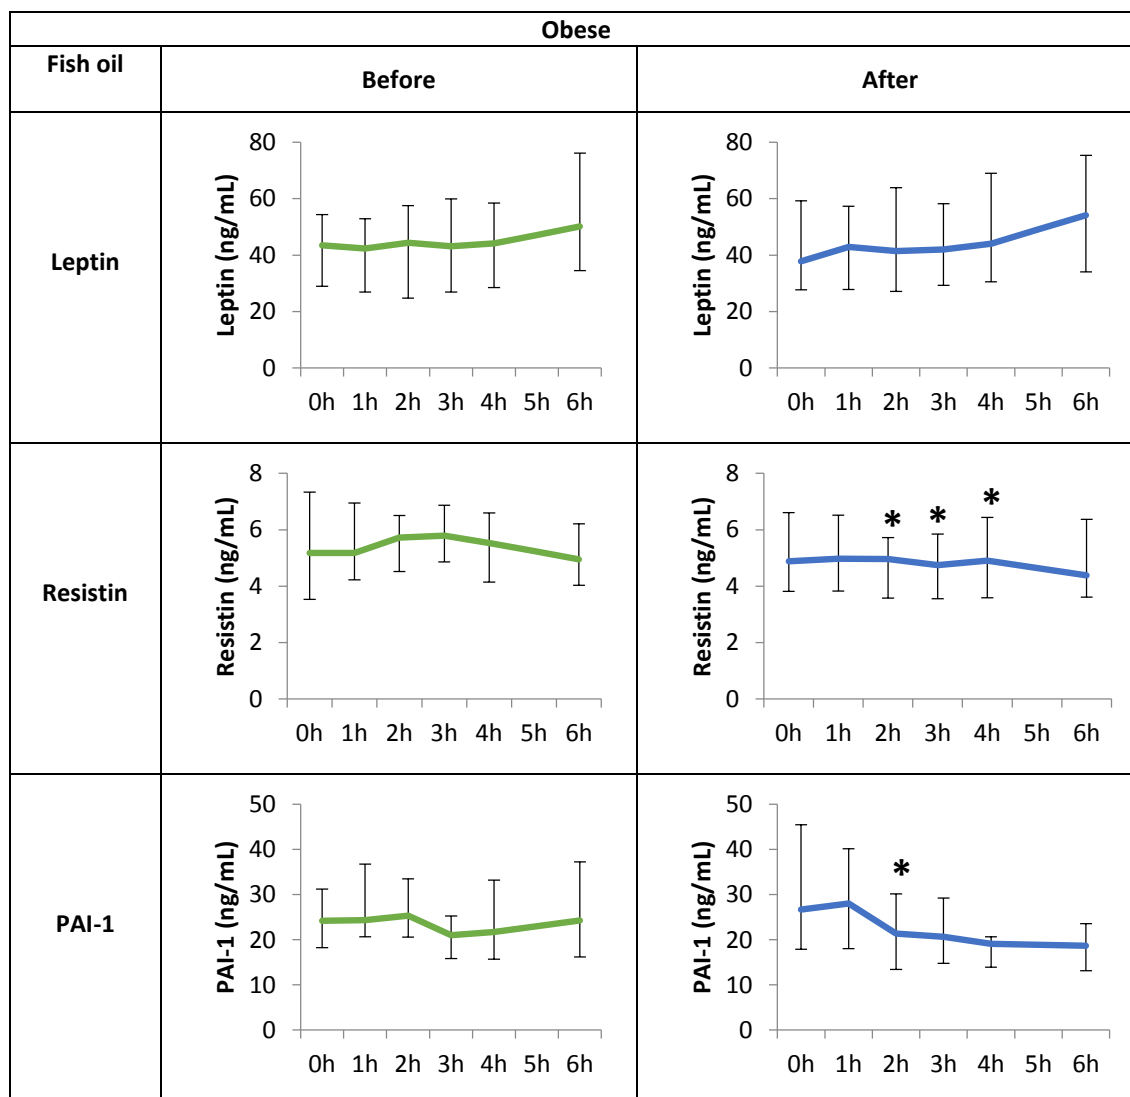 Obese
Fish oil
Before
After
Leptin
Leptin (ng/mL)
80
60
40
20
0
0h 1h 2h 3h 4h 5h 6h
Leptin (ng/mL)
80
60
40
20
0
0h 1h 2h 3h 4h 5h 6h
Resistin
Resistin (ng/mL)
8
6
4
2
0
0h 1h 2h 3h 4h 5h 6h
Resistin (ng/mL)
8
6
4
2
0
* * *
0h 1h 2h 3h 4h 5h 6h
PAI-1
PAI-1 (ng/mL)
50
40
30
20
10
0
0h 1h 2h 3h 4h 5h 6h
PAI-1 (ng/mL)
50
40
30
20
10
0
*
0h 1h 2h 3h 4h 5h 6h